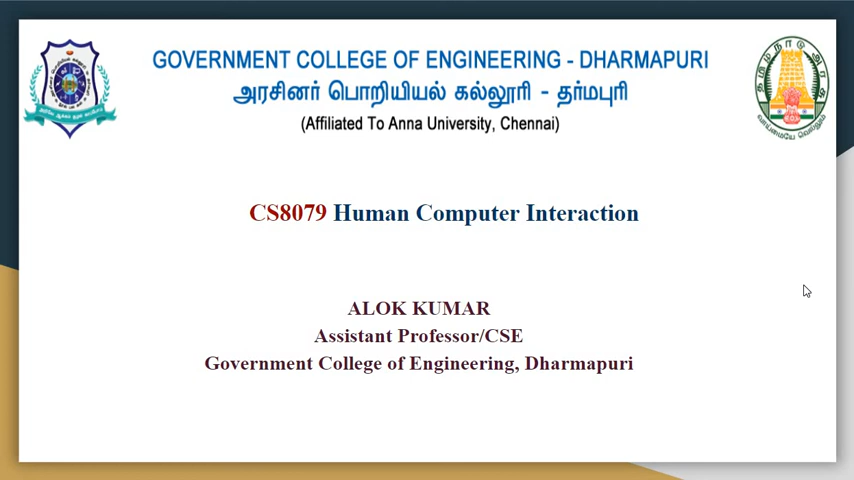 GOVERNMENT COLLEGE OF ENGINEERING - DHARMAPURI
அரசினர் பொறியியல் கல்லூரி - தர்மபுரி
(Affiliated To Anna University, Chennai)
CS8079 Human Computer Interaction
ALOK KUMAR
Assistant Professor/CSE
Government College of Engineering, Dharmapuri